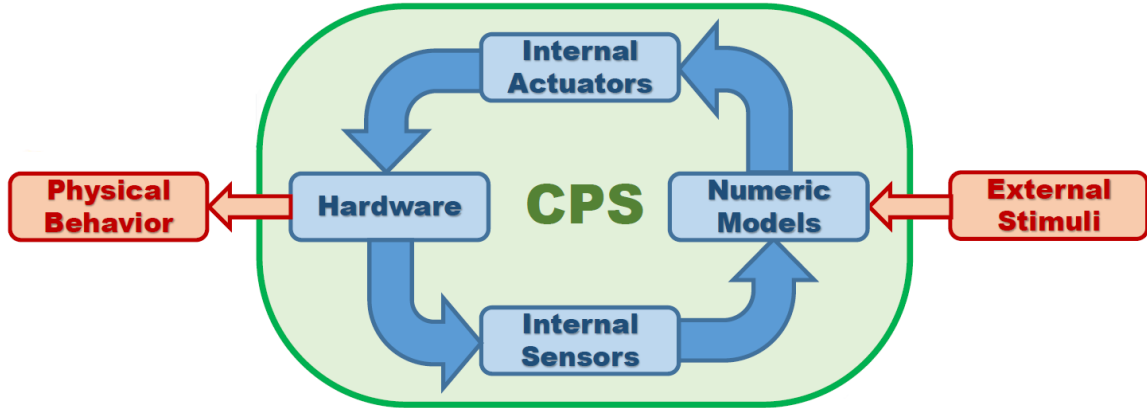 Internal
Actuators
Physical
Behavior
Hardware
CPS
Numeric
Models
External
Stimuli
Internal
Sensors